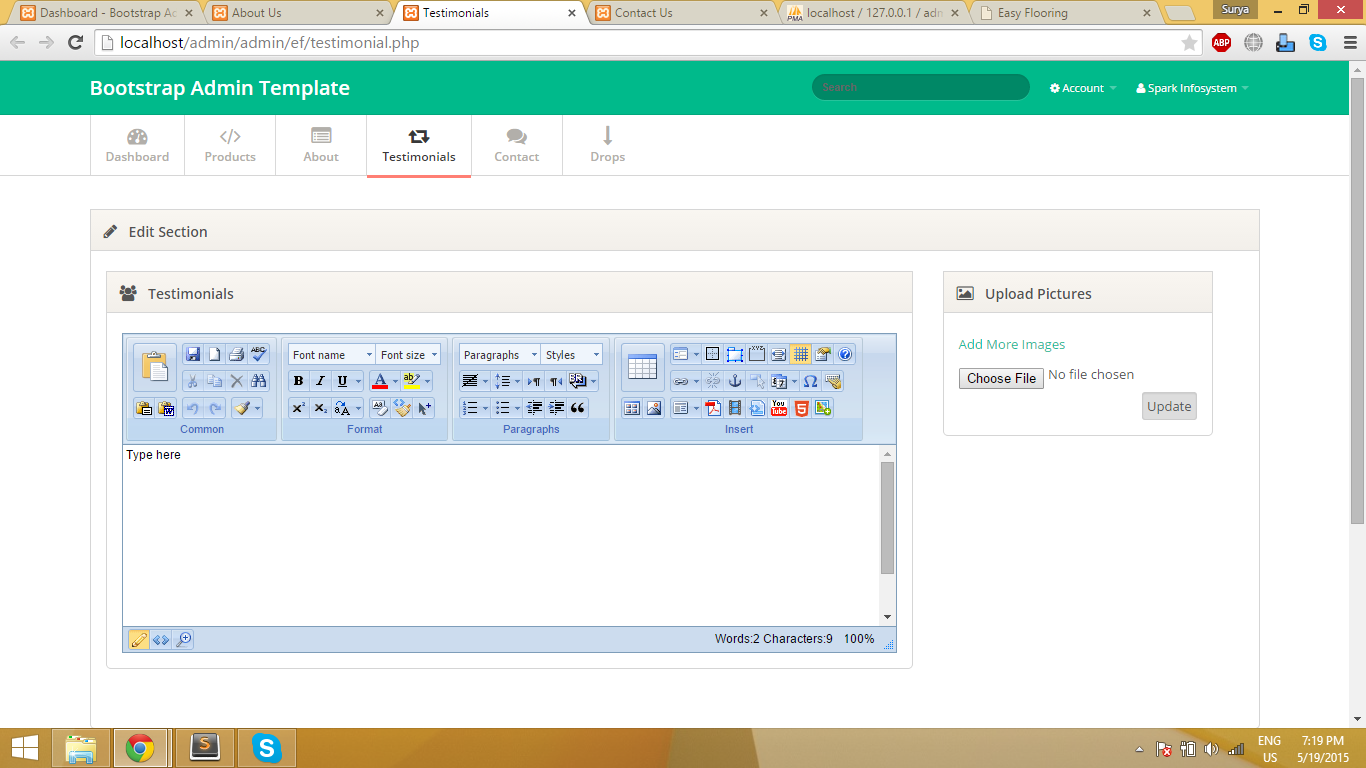 Dashboard - Bootstrap Ac
About Us
Testimonials
Contact Us
localhost / 127.0.0.1 / adm
Easy Flooring
Surya
localhost/admin/admin/ef/testimonial.php
ABP
Bootstrap Admin Template
Search
Account
Spark Infosystem
Dashboard
Products
About
Testimonials
Contact
Drops
Edit Section
Testimonials
Upload Pictures
Font name
Font size
Paragraphs
Styles
B I U
Common
Format
Paragraphs
Insert
Type here
Words:2 Characters:9 100%
Add More Images
Choose File No file chosen
Update
ENG
US
7:19 PM
5/19/2015